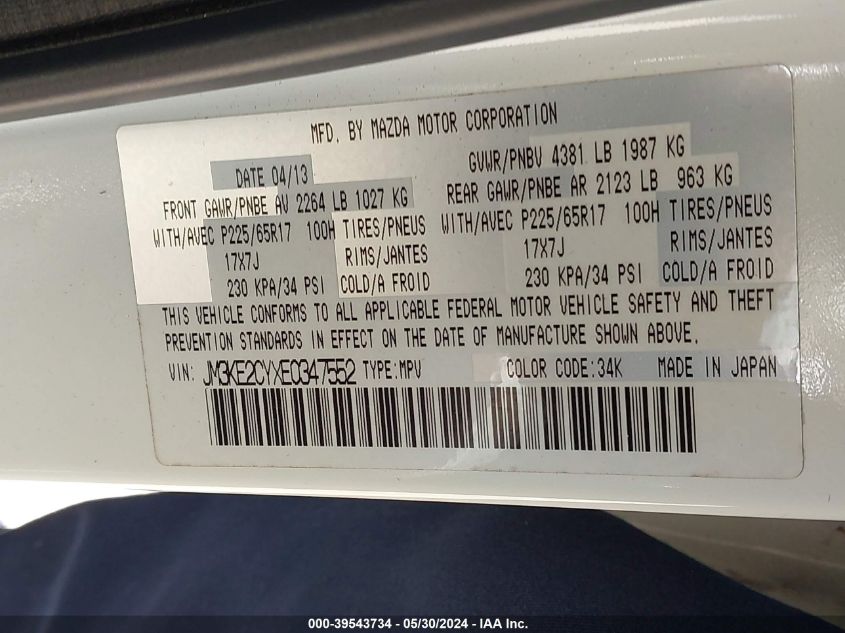 MFD. BY MAZDA MOTOR CORPORATION
DATE 04/13 GVWR/PNBV 4381 LB 1987 KG
FRONT GAWR/PNBE AV 2264 LB 1027 KG REAR GAWR/PNBE AR 2123 LB 963 KG
WITH/AVEC P225/65R17 100H TIRES/PNEUS WITH/AVEC P225/65R17 100H TIRES/PNEUS
17X7J RIMS/JANTES 17X7J RIMS/JANTES
230 KPA/34 PSI COLD/A FROID 230 KPA/34 PSI COLD/A FROID
THIS VEHICLE CONFORMS TO ALL APPLICABLE FEDERAL MOTOR VEHICLE SAFETY AND THEFT
PREVENTION STANDARDS IN EFFECT ON THE DATE OF MANUFACTURE SHOWN ABOVE.
VIN: JM3KE2CYXE0347552 TYPE:MPV COLOR CODE:34K MADE IN JAPAN
000-39543734 - 05/30/2024 - IAA Inc.